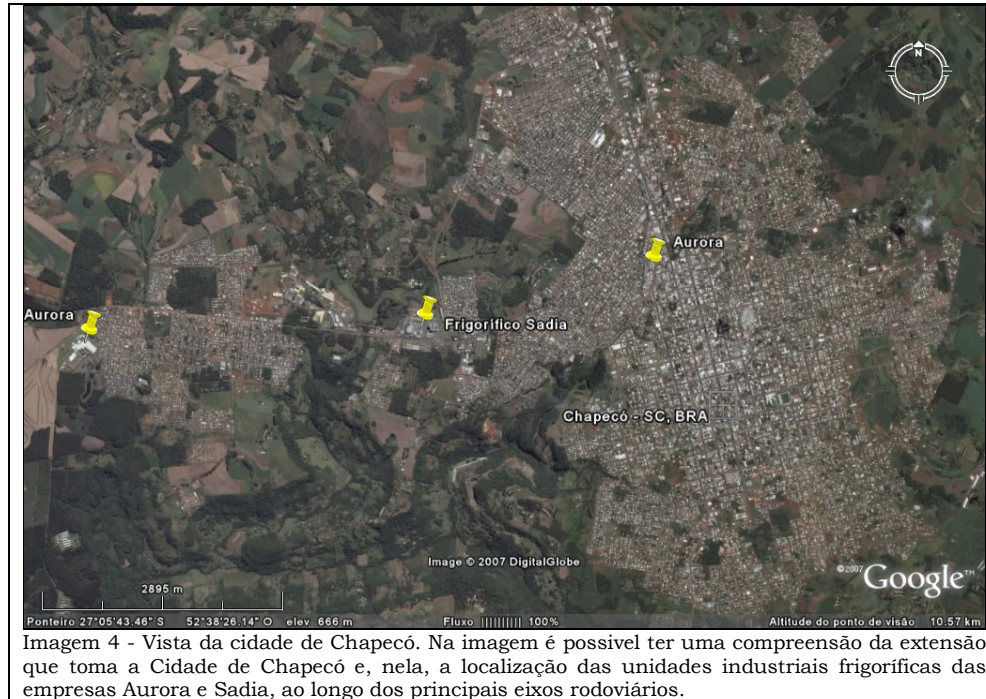 N
Aurora
Aurora
Frigorífico Sadia
Chapecó - SC, BRA
Image © 2007 DigitalGlobe
©2007 Google™
2895 m
Ponteiro 27°05'43.46" S 52°38'26.14" O elev 666 m Fluxo |||||||||| 100% Altitude do ponto de visão 10.57 km
Imagem 4 - Vista da cidade de Chapecó. Na imagem é possivel ter uma compreensão da extensão
que toma a Cidade de Chapecó e, nela, a localização das unidades industriais frigoríficas das
empresas Aurora e Sadia, ao longo dos principais eixos rodoviários.